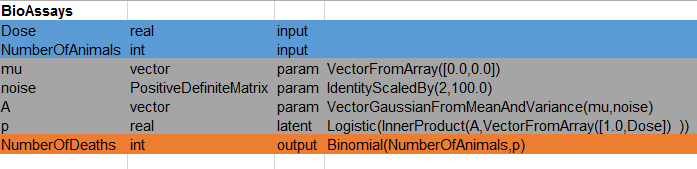 BioAssays
Dose real input
NumberOfAnimals int input
mu vector param VectorFromArray([0.0,0.0])
noise PositiveDefiniteMatrix param IdentityScaledBy(2,100.0)
A vector param VectorGaussianFromMeanAndVariance(mu,noise)
p real latent Logistic(InnerProduct(A,VectorFromArray([1.0,Dose]) ))
NumberOfDeaths int output Binomial(NumberOfAnimals,p)